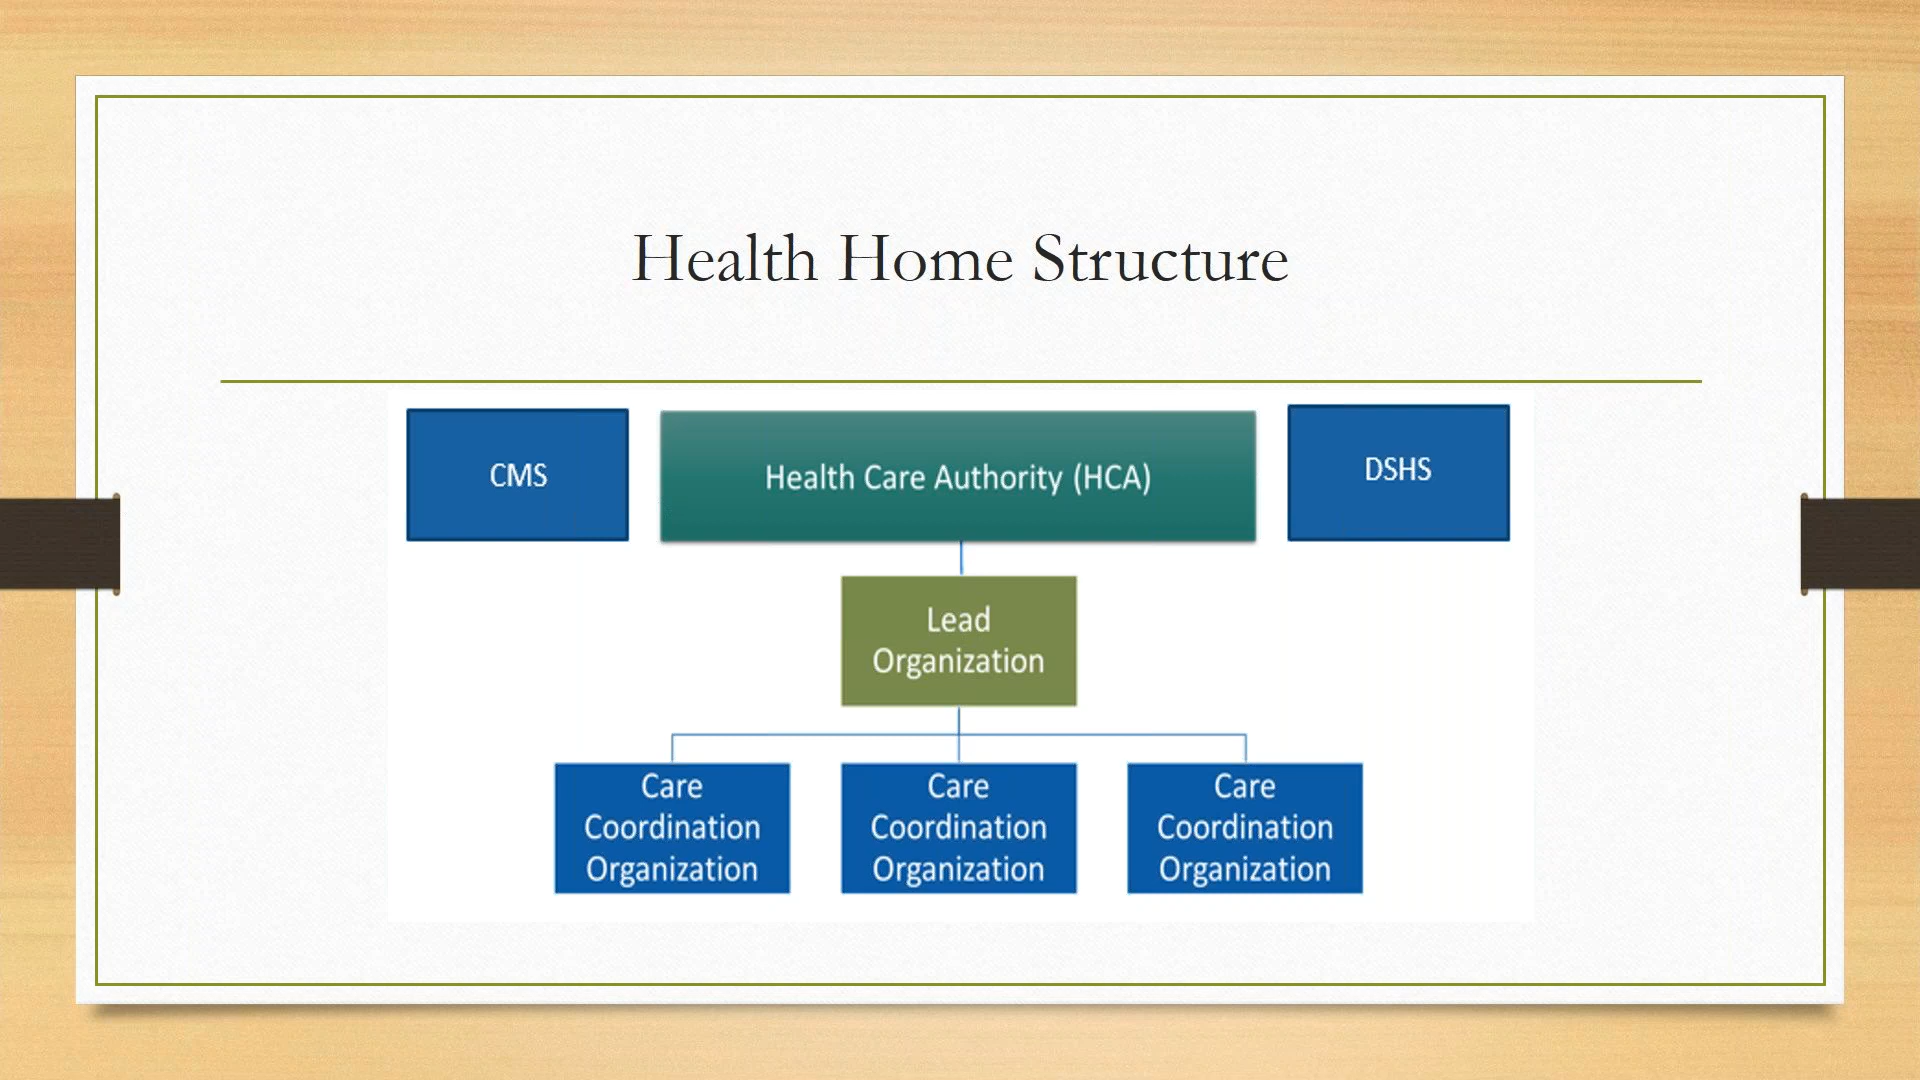 Health Home Structure
CMS
Health Care Authority (HCA)
DSHS
Lead
Organization
Care
Coordination
Organization
Care
Coordination
Organization
Care
Coordination
Organization